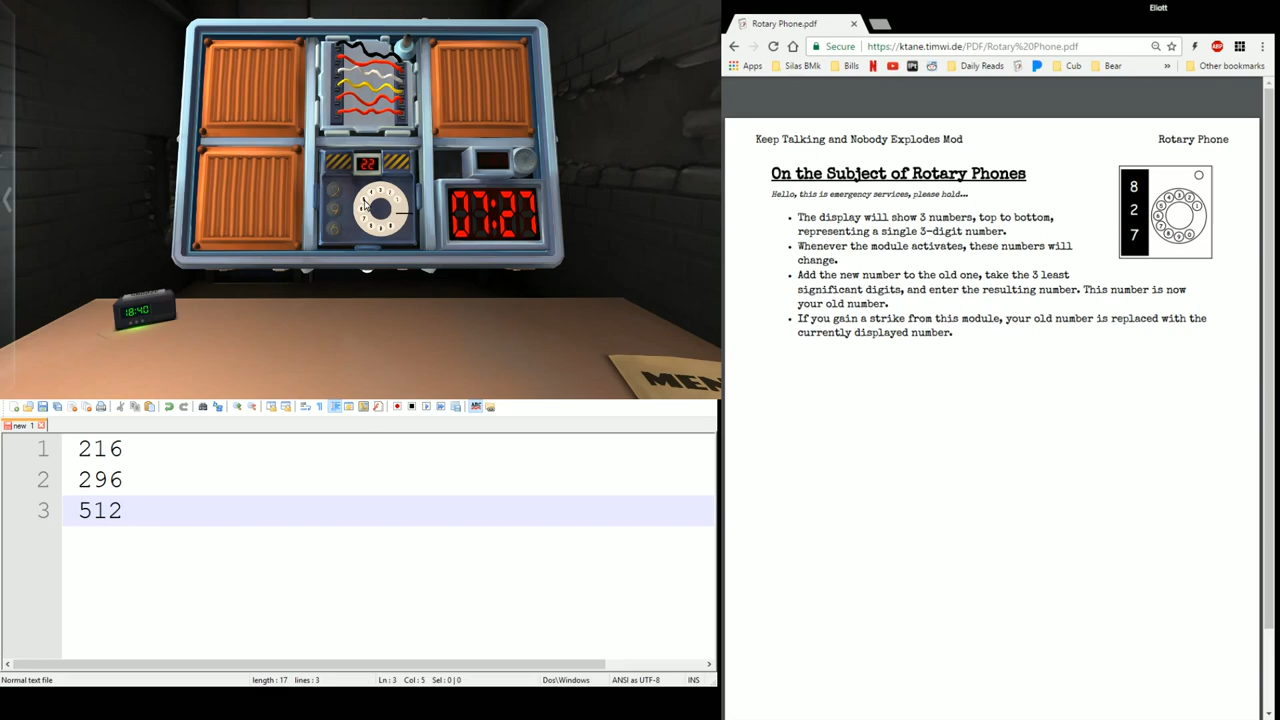 Eliott
Rotary Phone.pdf
Secure https://ktane.timwi.de/PDF/Rotary%20Phone.pdf
Apps Silas BMk Bills Daily Reads Cub Bear » Other bookmarks
22
07:27
18:40
Keep Talking and Nobody Explodes Mod
Rotary Phone
On the Subject of Rotary Phones
Hello, this is emergency services, please hold…
• The display will show 3 numbers, top to bottom,
representing a single 3-digit number.
• Whenever the module activates, these numbers will
change.
• Add the new number to the old one, take the 3 least
significant digits, and enter the resulting number. This number is now
your old number.
• If you gain a strike from this module, your old number is replaced with the
currently displayed number.
8
2
7
new 1
1 216
2 296
3 512
Normal text file
length : 17 lines : 3
Ln : 3 Col : 5 Sel : 0 | 0
Dos\Windows
ANSI as UTF-8
INS